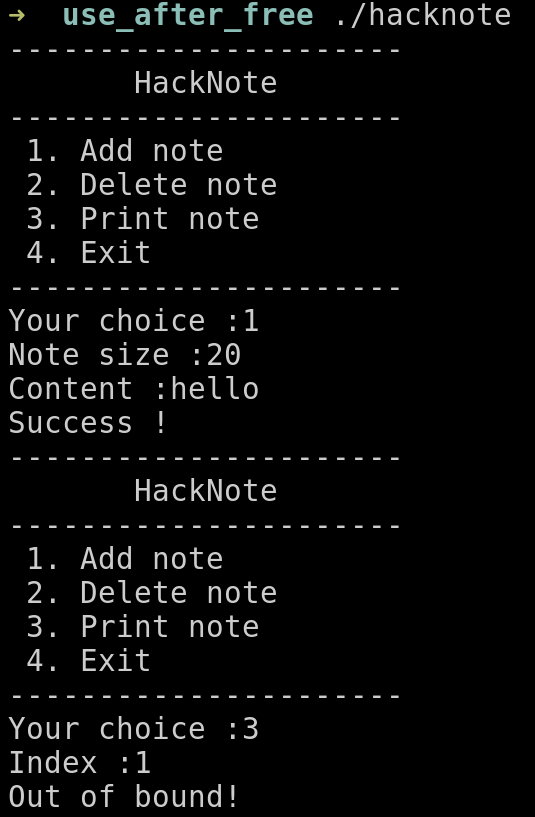 ➜  use_after_free ./hacknote
----------------------
       HackNote
----------------------
 1. Add note
 2. Delete note
 3. Print note
 4. Exit
----------------------
Your choice :1
Note size :20
Content :hello
Success !
----------------------
       HackNote
----------------------
 1. Add note
 2. Delete note
 3. Print note
 4. Exit
----------------------
Your choice :3
Index :1
Out of bound!